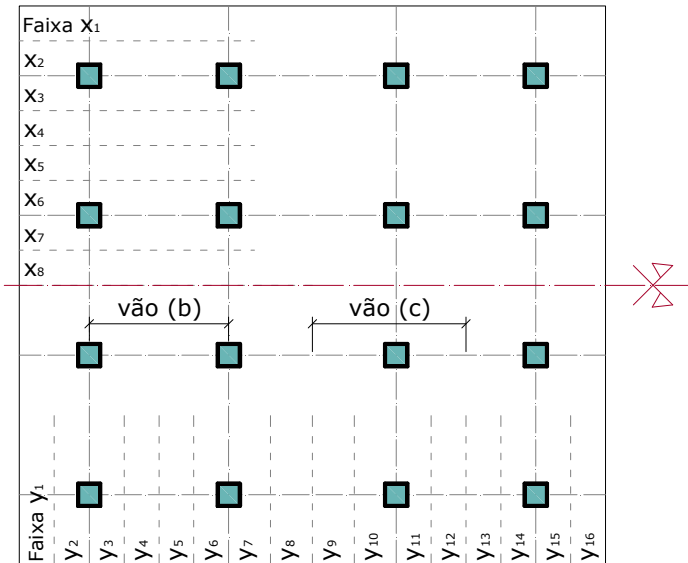 Faixa x₁
x₂
x₃
x₄
x₅
x₆
x₇
x₈
vão (b)
vão (c)
Faixa y₁
y₂
y₃
y₄
y₅
y₆
y₇
y₈
y₉
y₁₀
y₁₁
y₁₂
y₁₃
y₁₄
y₁₅
y₁₆